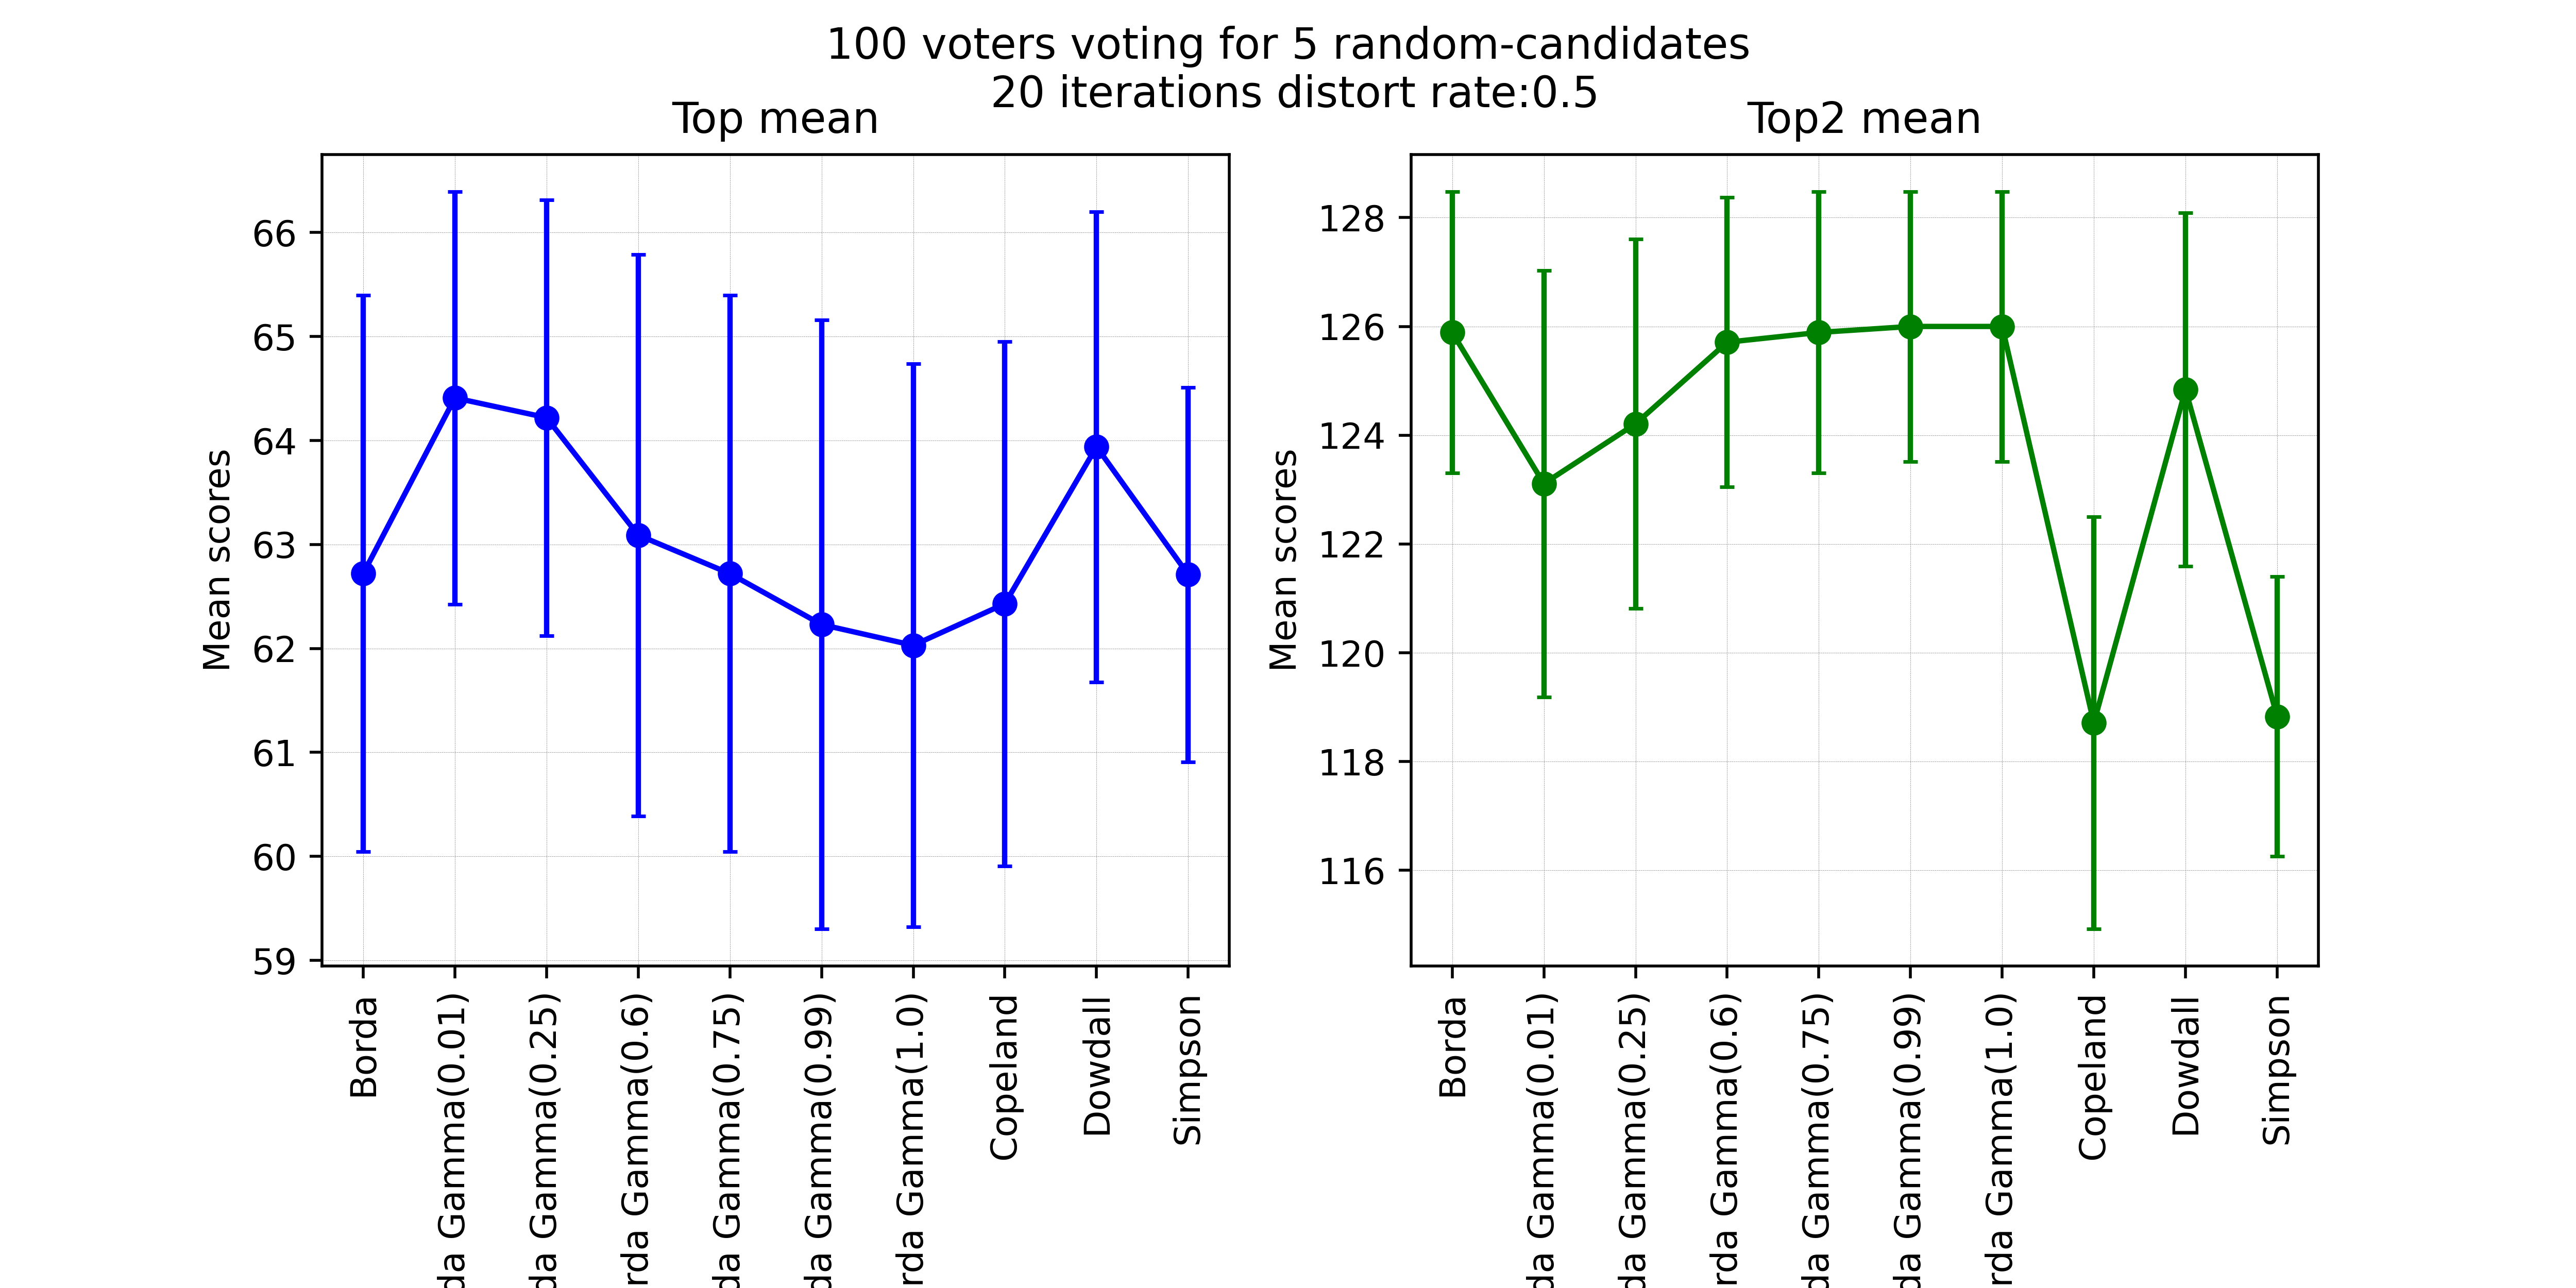 100 voters voting for 5 random-candidates
20 iterations distort rate:0.5
Top mean
Mean scores
66
65
64
63
62
61
60
59
Borda
da Gamma(0.01)
da Gamma(0.25)
rda Gamma(0.6)
da Gamma(0.75)
da Gamma(0.99)
rda Gamma(1.0)
Copeland
Dowdall
Simpson
Top2 mean
Mean scores
128
126
124
122
120
118
116
Borda
da Gamma(0.01)
da Gamma(0.25)
rda Gamma(0.6)
da Gamma(0.75)
da Gamma(0.99)
rda Gamma(1.0)
Copeland
Dowdall
Simpson